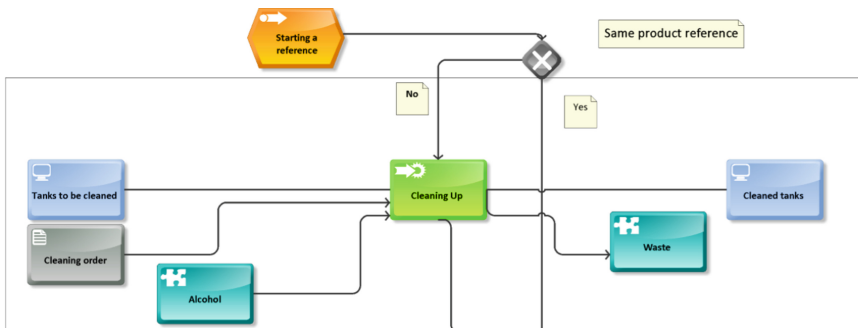 Starting a
reference
Same product reference
No
Yes
Tanks to be cleaned
Cleaning Up
Cleaned tanks
Cleaning order
Waste
Alcohol